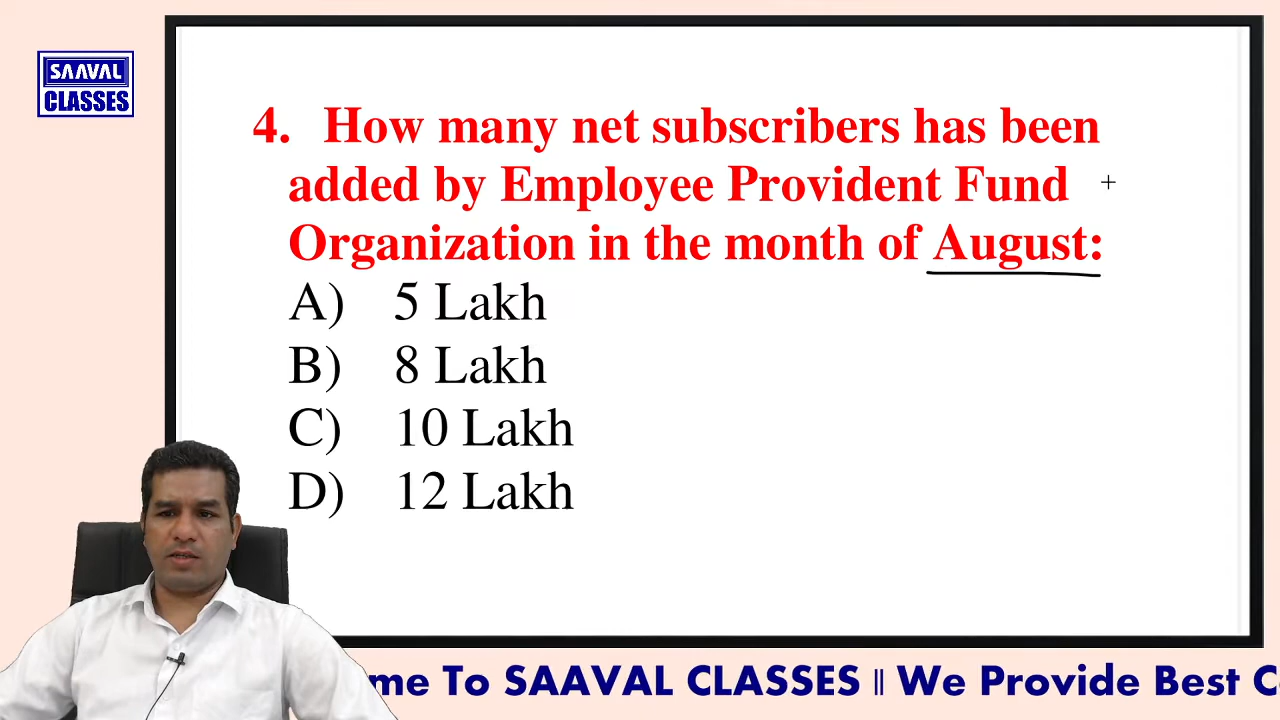 SAAVAL
CLASSES
4. How many net subscribers has been
added by Employee Provident Fund
Organization in the month of August:
A) 5 Lakh
B) 8 Lakh
C) 10 Lakh
D) 12 Lakh
me To SAAVAL CLASSES || We Provide Best C